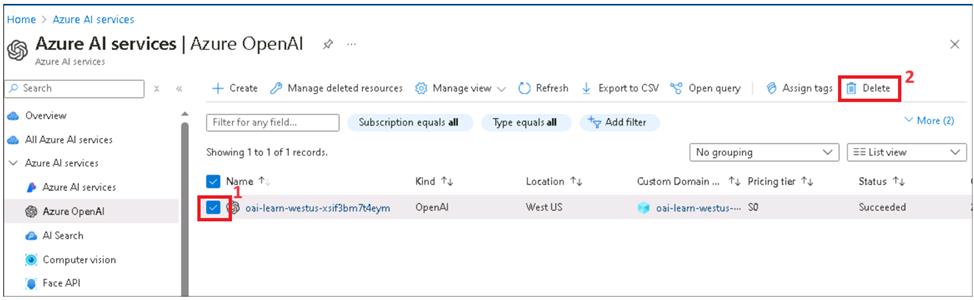 Home > Azure AI services >
Azure AI services | Azure OpenAI ...
Azure AI services
Search
+ Create Manage deleted resources Manage view Refresh Export to CSV Open query Assign tags Delete 2
Overview
All Azure AI services
Azure AI services
Azure AI services
Azure OpenAI
AI Search
Computer vision
Face API
Filter for any field... Subscription equals all Type equals all Add filter More (2)
Showing 1 to 1 of 1 records. No grouping List view
Name Kind Location Custom Domain ... Pricing tier Status
1 oai-learn-westus-xsif3bm7t4eym OpenAI West US oai-learn-westus-... S0 Succeeded